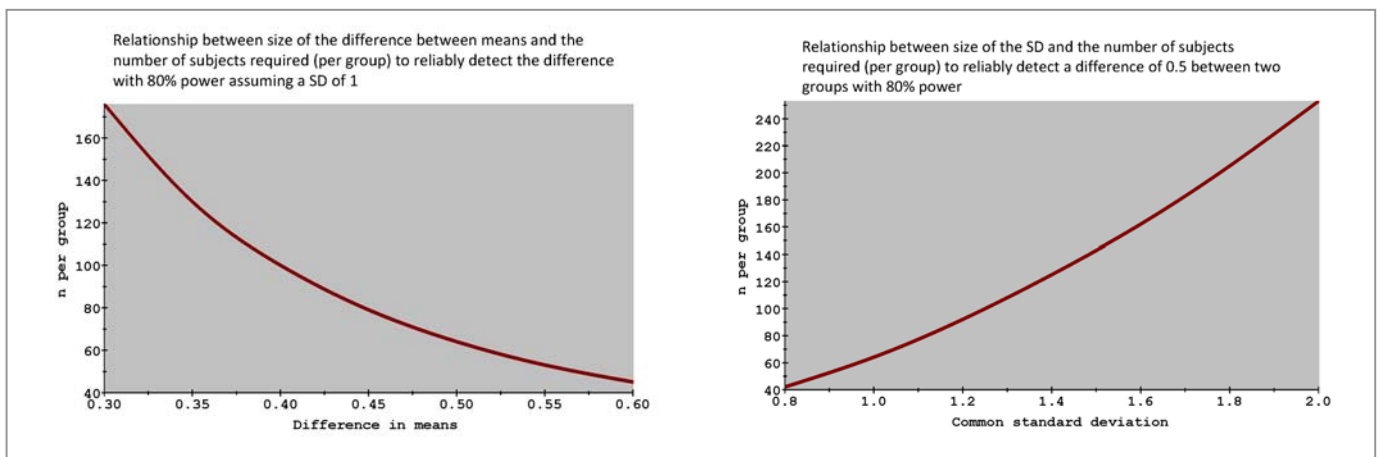 Relationship between size of the difference between means and the
number of subjects required (per group) to reliably detect the difference
with 80% power assuming a SD of 1
160
140
120
100
80
60
40
n per group
0.30 0.35 0.40 0.45 0.50 0.55 0.60
Difference in means
Relationship between size of the SD and the number of subjects
required (per group) to reliably detect a difference of 0.5 between two
groups with 80% power
240
220
200
180
160
140
120
100
80
60
40
n per group
0.8 1.0 1.2 1.4 1.6 1.8 2.0
Common standard deviation